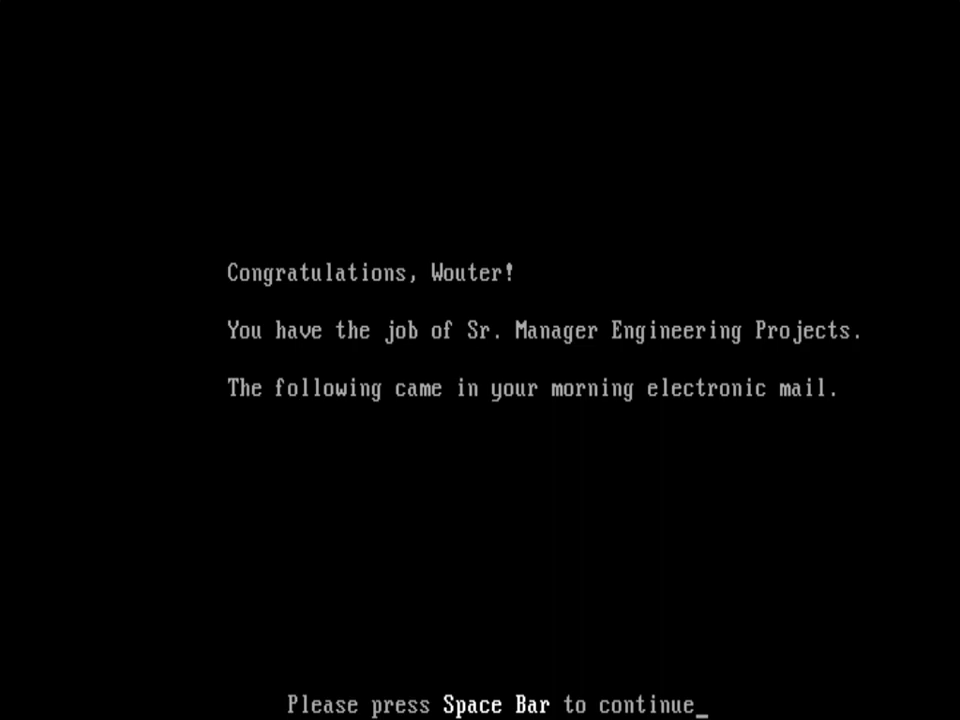 Congratulations, Wouter!
You have the job of Sr. Manager Engineering Projects.
The following came in your morning electronic mail.
Please press Space Bar to continue_